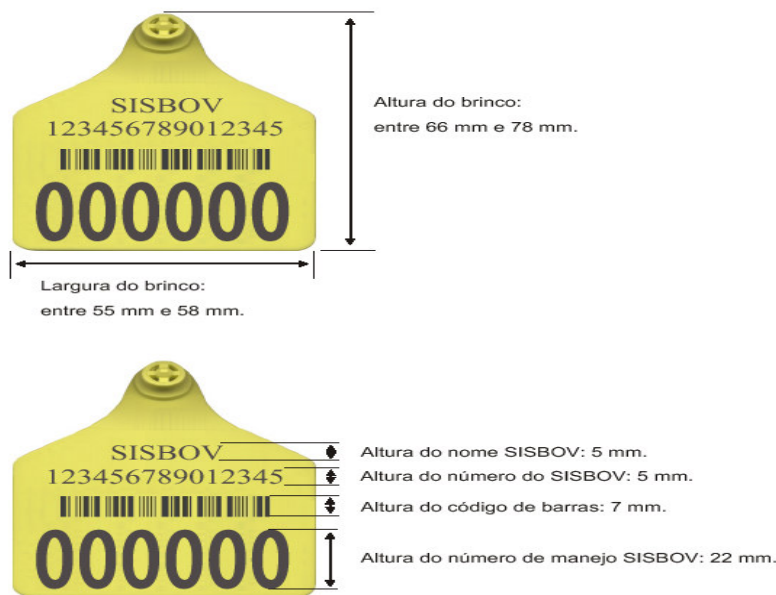 SISBOV
123456789012345
000000
Altura do brinco:
entre 66 mm e 78 mm.
Largura do brinco:
entre 55 mm e 58 mm.
SISBOV
123456789012345
000000
Altura do nome SISBOV: 5 mm.
Altura do número do SISBOV: 5 mm.
Altura do código de barras: 7 mm.
Altura do número de manejo SISBOV: 22 mm.